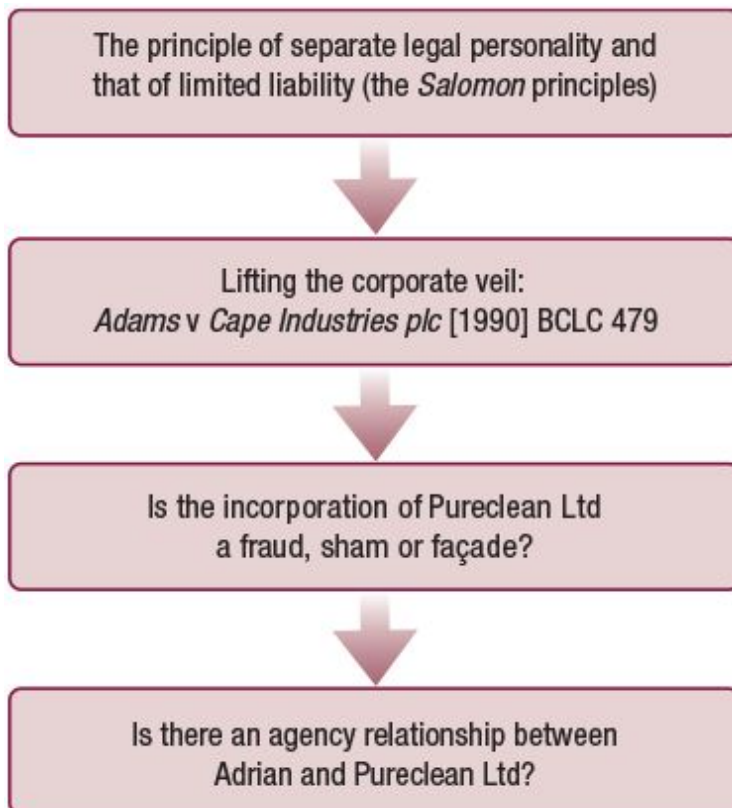 The principle of separate legal personality and
that of limited liability (the Salomon principles)
Lifting the corporate veil:
Adams v Cape Industries plc [1990] BCLC 479
Is the incorporation of Pureclean Ltd
a fraud, sham or façade?
Is there an agency relationship between
Adrian and Pureclean Ltd?